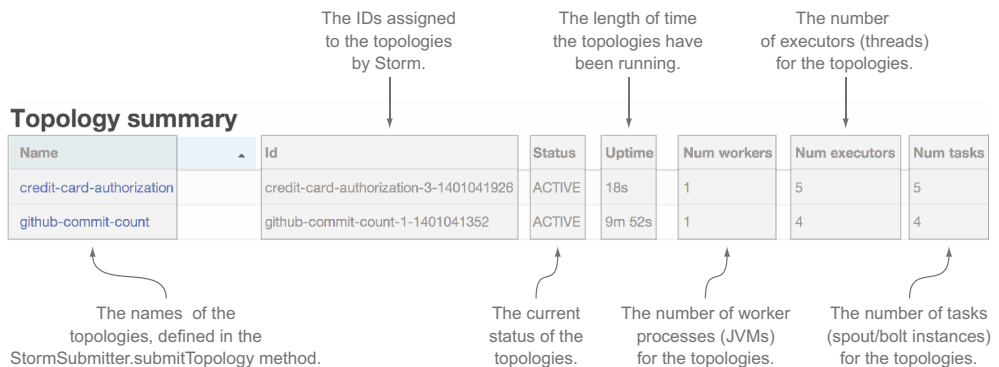 The IDs assigned
to the topologies
by Storm.
The length of time
the topologies have
been running.
The number
of executors (threads)
for the topologies.
Topology summary
Name Id Status Uptime Num workers Num executors Num tasks
credit-card-authorization credit-card-authorization-3-1401041926 ACTIVE 18s 1 5 5
github-commit-count github-commit-count-1-1401041352 ACTIVE 9m 52s 1 4 4
The names of the
topologies, defined in the
StormSubmitter.submitTopology method.
The current
status of the
topologies.
The number of worker
processes (JVMs)
for the topologies.
The number of tasks
(spout/bolt instances)
for the topologies.